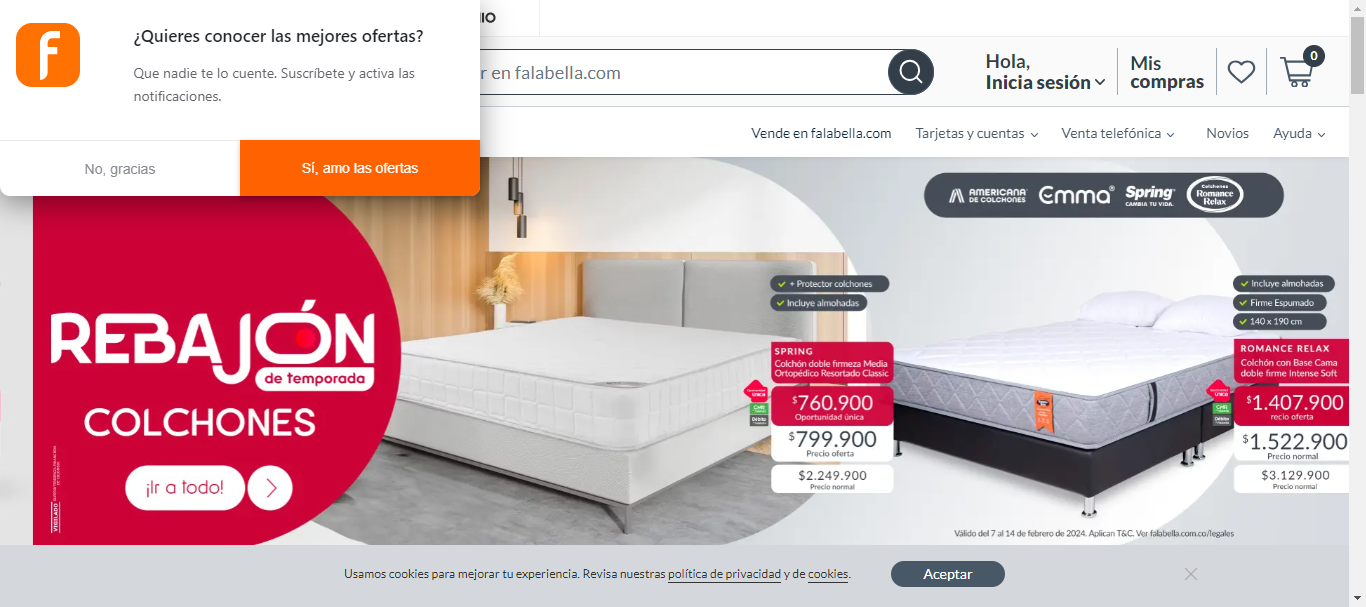 ¿Quieres conocer las mejores ofertas?
Que nadie te lo cuente. Suscríbete y activa las
notificaciones.
No, gracias
Sí, amo las ofertas
IO
r en falabella.com
Hola,
Inicia sesión
Mis
compras
0
Vende en falabella.com
Tarjetas y cuentas
Venta telefónica
Novios
Ayuda
AMERICANA
DE COLCHONES
Emma®
Spring
CAMBIA TU VIDA.
Colchones
Romance
Relax
REBAJÓN
de temporada
COLCHONES
¡Ir a todo!
VIGILADO
+ Protector colchones
Incluye almohadas
SPRING
Colchón doble firmeza Media
Ortopédico Resortado Classic
$760.900
Oportunidad única
$799.900
Precio oferta
$2.249.900
Precio normal
única
CMR
Débito
Incluye almohadas
Firme Espumado
140 x 190 cm
ROMANCE RELAX
Colchón con Base Cama
doble firme Intense Soft
$1.407.900
recio oferta
$1.522.900
Precio normal
$3.129.900
Precio normal
única
CMR
Débito
Válido del 7 al 14 de febrero de 2024. Aplican T&C. Ver falabella.com.co/legales
Usamos cookies para mejorar tu experiencia. Revisa nuestras política de privacidad y de cookies.
Aceptar